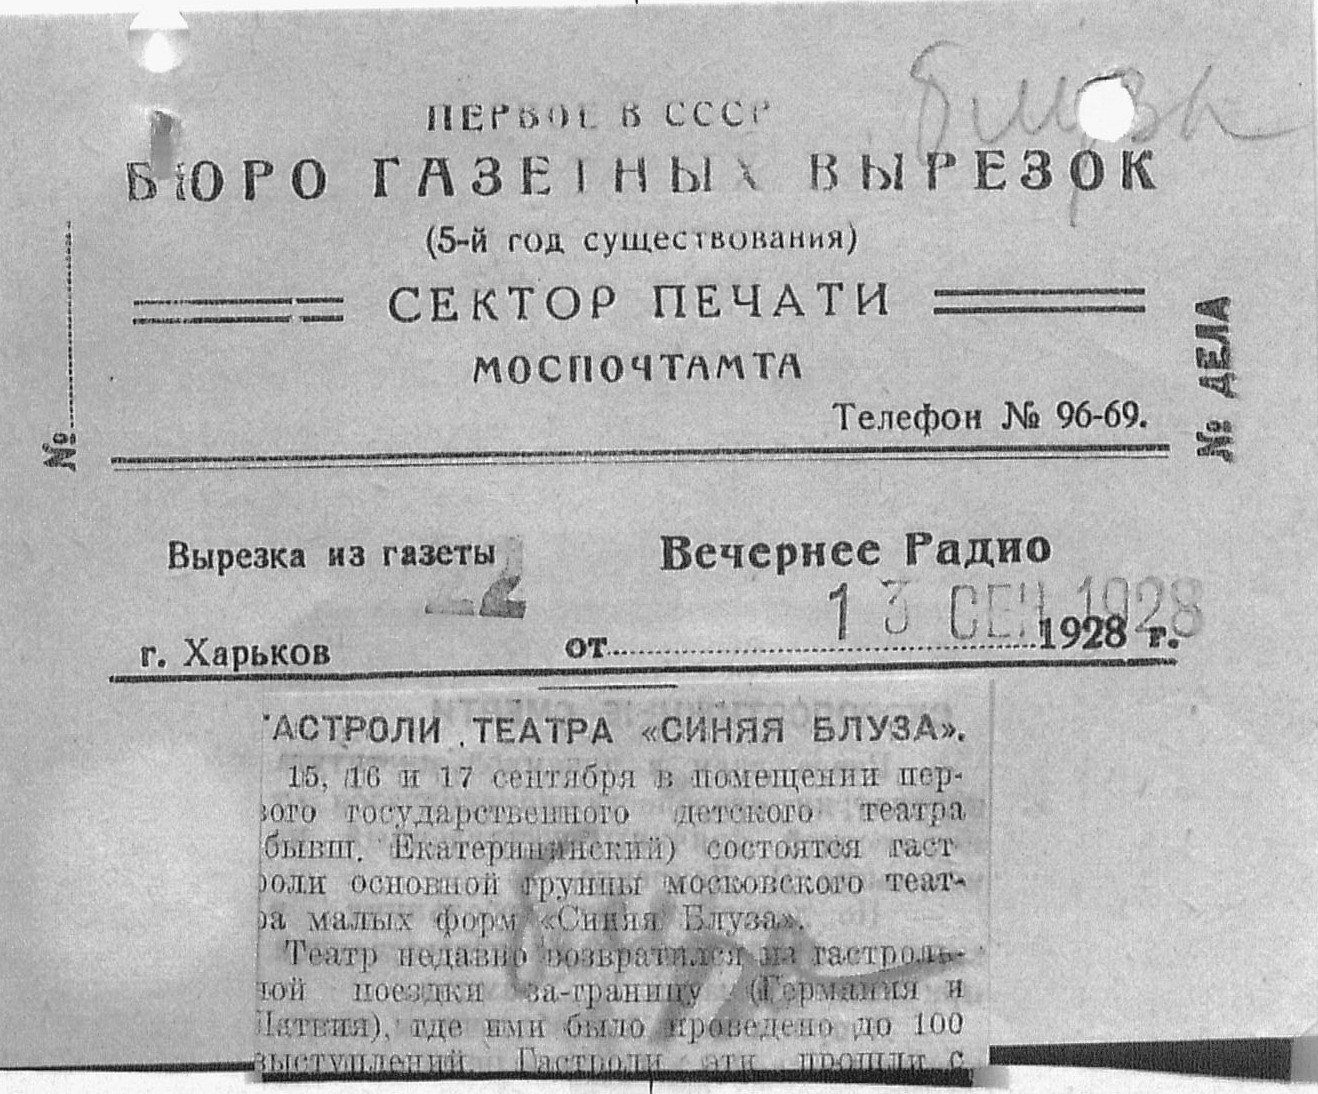 ПЕРВОЕ В СССР
БЮРО ГАЗЕТНЫХ ВЫРЕЗОК
(5-й год существования)
СЕКТОР ПЕЧАТИ
МОСПОЧТАМТА
Телефон № 96-69.
№
№ ДЕЛА
Вырезка из газеты Вечернее Радио
22
13 СЕН 1928
г. Харьков от 1928 г.
АСТРОЛИ ТЕАТРА «СИНЯЯ БЛУЗА».
15, 16 и 17 сентября в помещении пер-
вого государственного детского театра
бывш. Екатерининский) состоятся гаст
роли основной группы московского теат-
ра малых форм «Синяя Блуза».
Театр недавно возвратился из гастроль-
ной поездки за-границу (Германия и
Латвия), где ими было проведено до 100
выступлений. Гастроли эти прошли с